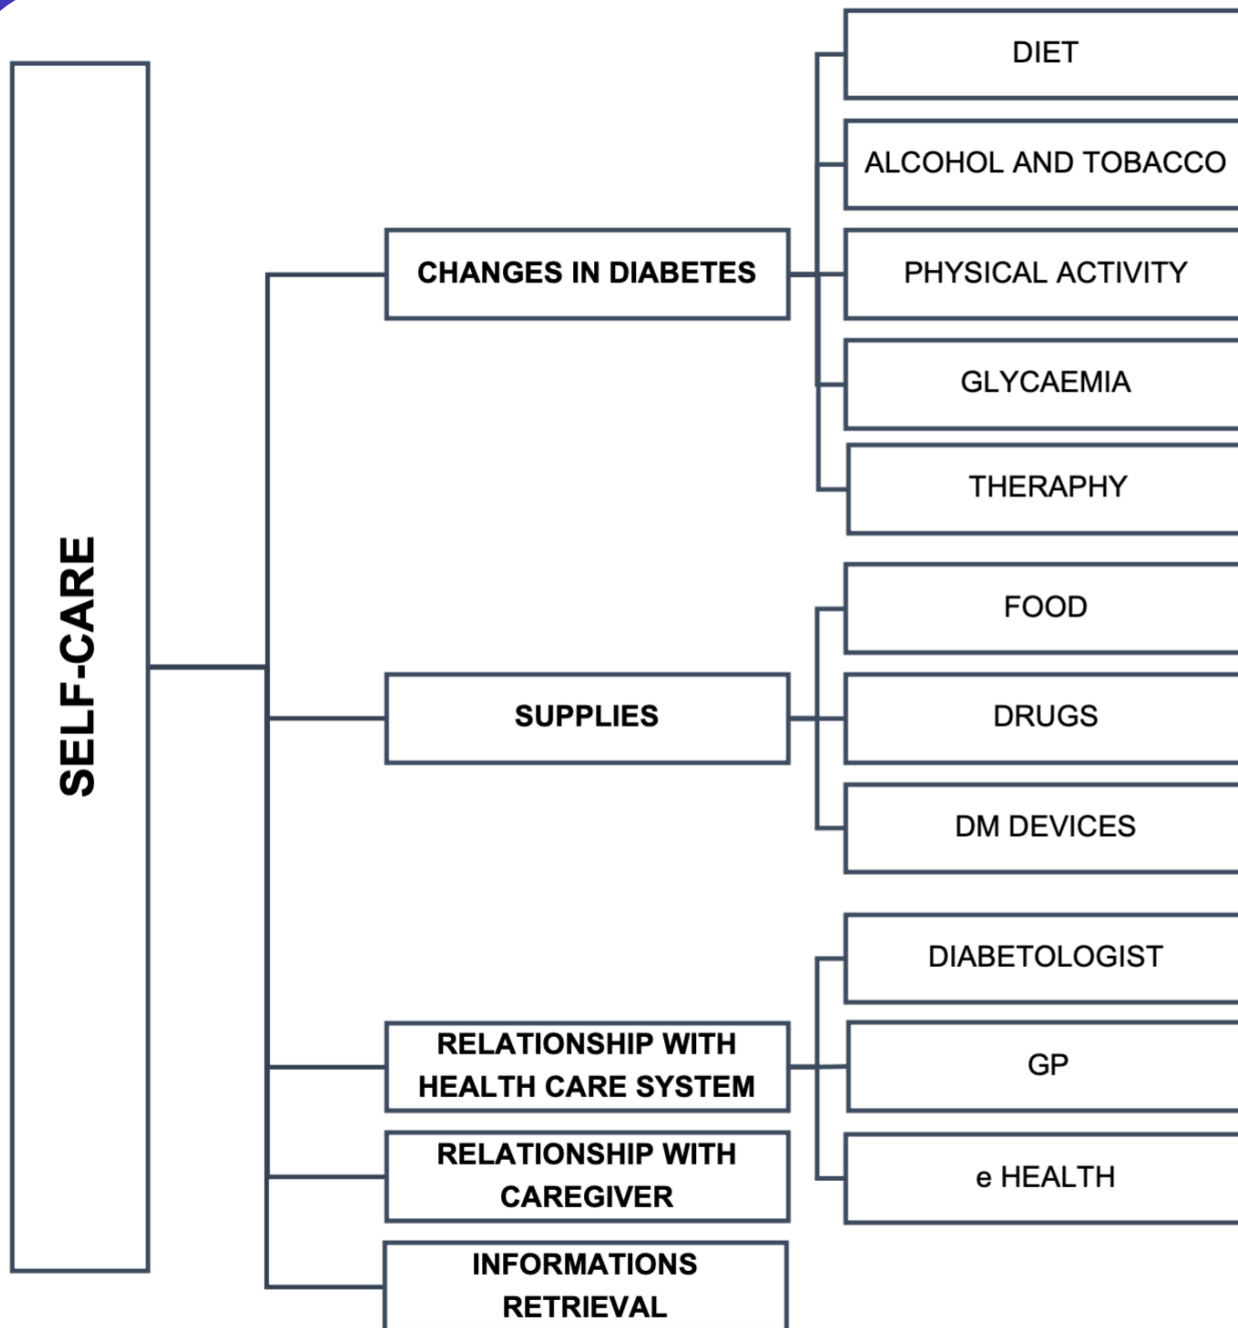 SELF-CARE
CHANGES IN DIABETES
DIET
ALCOHOL AND TOBACCO
PHYSICAL ACTIVITY
GLYCAEMIA
THERAPHY
SUPPLIES
FOOD
DRUGS
DM DEVICES
RELATIONSHIP WITH
HEALTH CARE SYSTEM
DIABETOLOGIST
GP
e HEALTH
RELATIONSHIP WITH
CAREGIVER
INFORMATIONS
RETRIEVAL